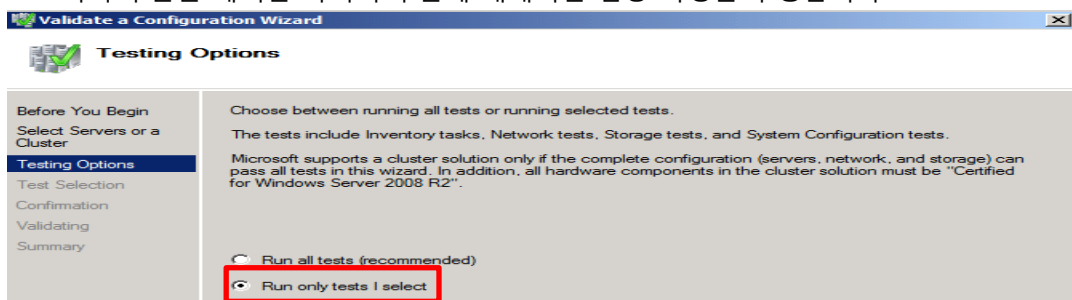 Validate a Configuration Wizard
Testing Options
Before You Begin
Select Servers or a
Cluster
Testing Options
Test Selection
Confirmation
Validating
Summary
Choose between running all tests or running selected tests.
The tests include Inventory tasks, Network tests, Storage tests, and System Configuration tests.
Microsoft supports a cluster solution only if the complete configuration (servers, network, and storage) can
pass all tests in this wizard. In addition, all hardware components in the cluster solution must be "Certified
for Windows Server 2008 R2".
Run all tests (recommended)
Run only tests I select